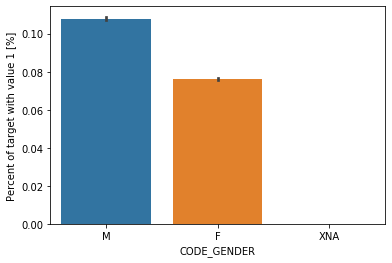 Percent of target with value 1 [%]
0.10
0.08
0.06
0.04
0.02
0.00
M F XNA
CODE_GENDER